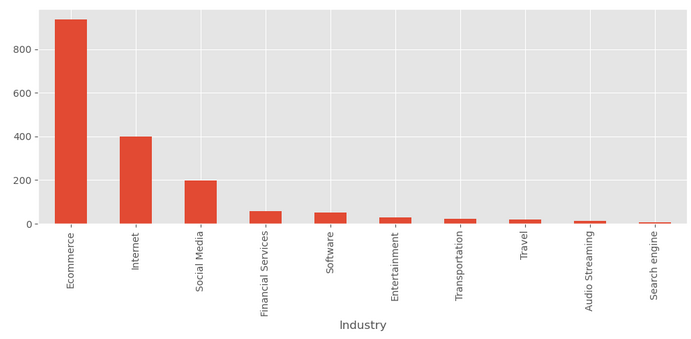 800
600
400
200
0
Ecommerce
Internet
Social Media
Financial Services
Software
Entertainment
Transportation
Travel
Audio Streaming
Search engine
Industry